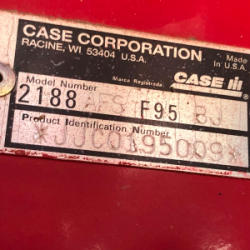 CASE CORPORATION
RACINE, WI 53404 U.S.A.
Made In U.S.A.
Model Number
Marca Registrada
CASE IH
2188 AFS F95 BJ
Product Identification Number
*JJC0195009*